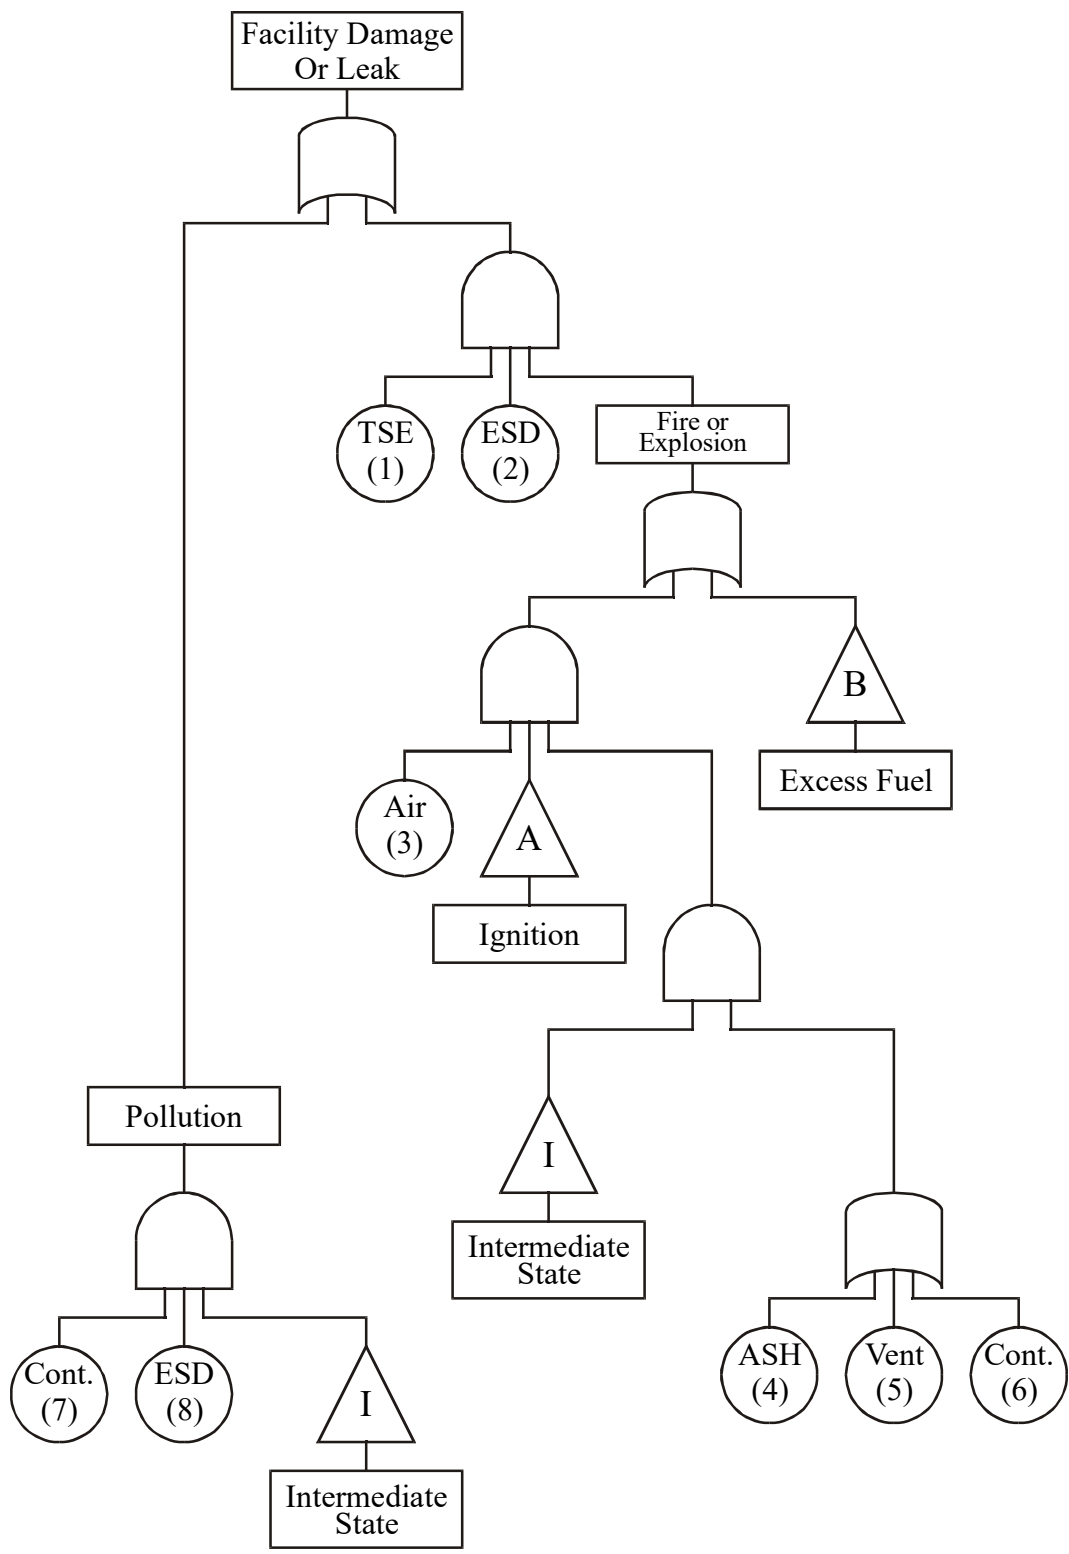 Facility Damage
Or Leak
TSE
(1)
ESD
(2)
Fire or
Explosion
B
Excess Fuel
Air
(3)
A
Ignition
Pollution
I
Intermediate
State
Cont.
(7)
ESD
(8)
I
Intermediate
State
ASH
(4)
Vent
(5)
Cont.
(6)